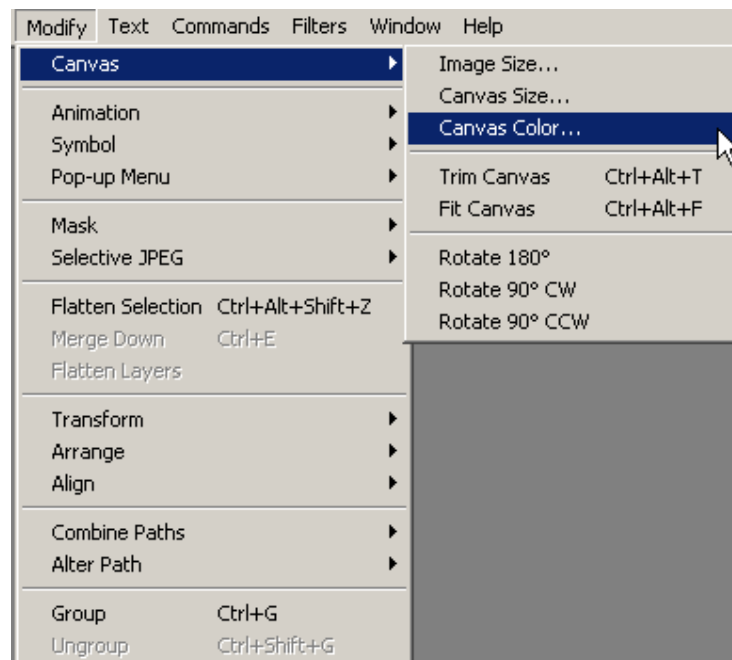 Modify Text Commands Filters Window Help
Canvas
Animation
Symbol
Pop-up Menu
Mask
Selective JPEG
Flatten Selection Ctrl+Alt+Shift+Z
Merge Down Ctrl+E
Flatten Layers
Transform
Arrange
Align
Combine Paths
Alter Path
Group Ctrl+G
Ungroup Ctrl+Shift+G
Image Size...
Canvas Size...
Canvas Color...
Trim Canvas Ctrl+Alt+T
Fit Canvas Ctrl+Alt+F
Rotate 180°
Rotate 90° CW
Rotate 90° CCW